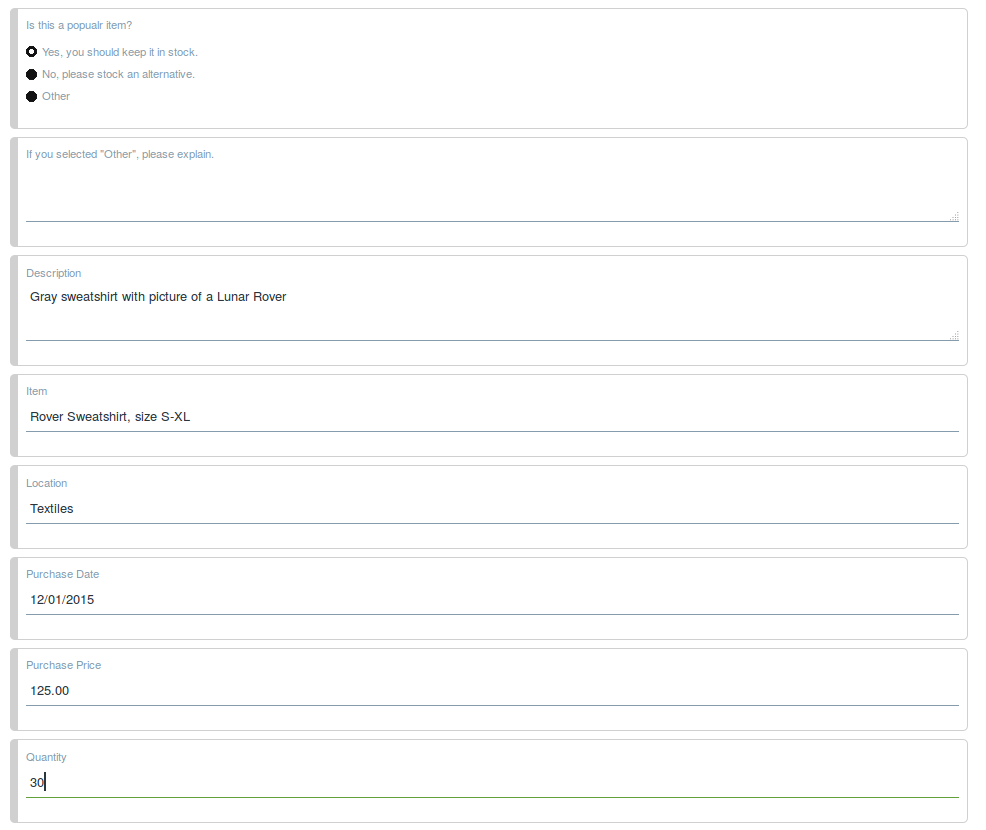 Is this a popualr item?
Yes, you should keep it in stock.
No, please stock an alternative.
Other
If you selected "Other", please explain.
Description
Gray sweatshirt with picture of a Lunar Rover
Item
Rover Sweatshirt, size S-XL
Location
Textiles
Purchase Date
12/01/2015
Purchase Price
125.00
Quantity
30